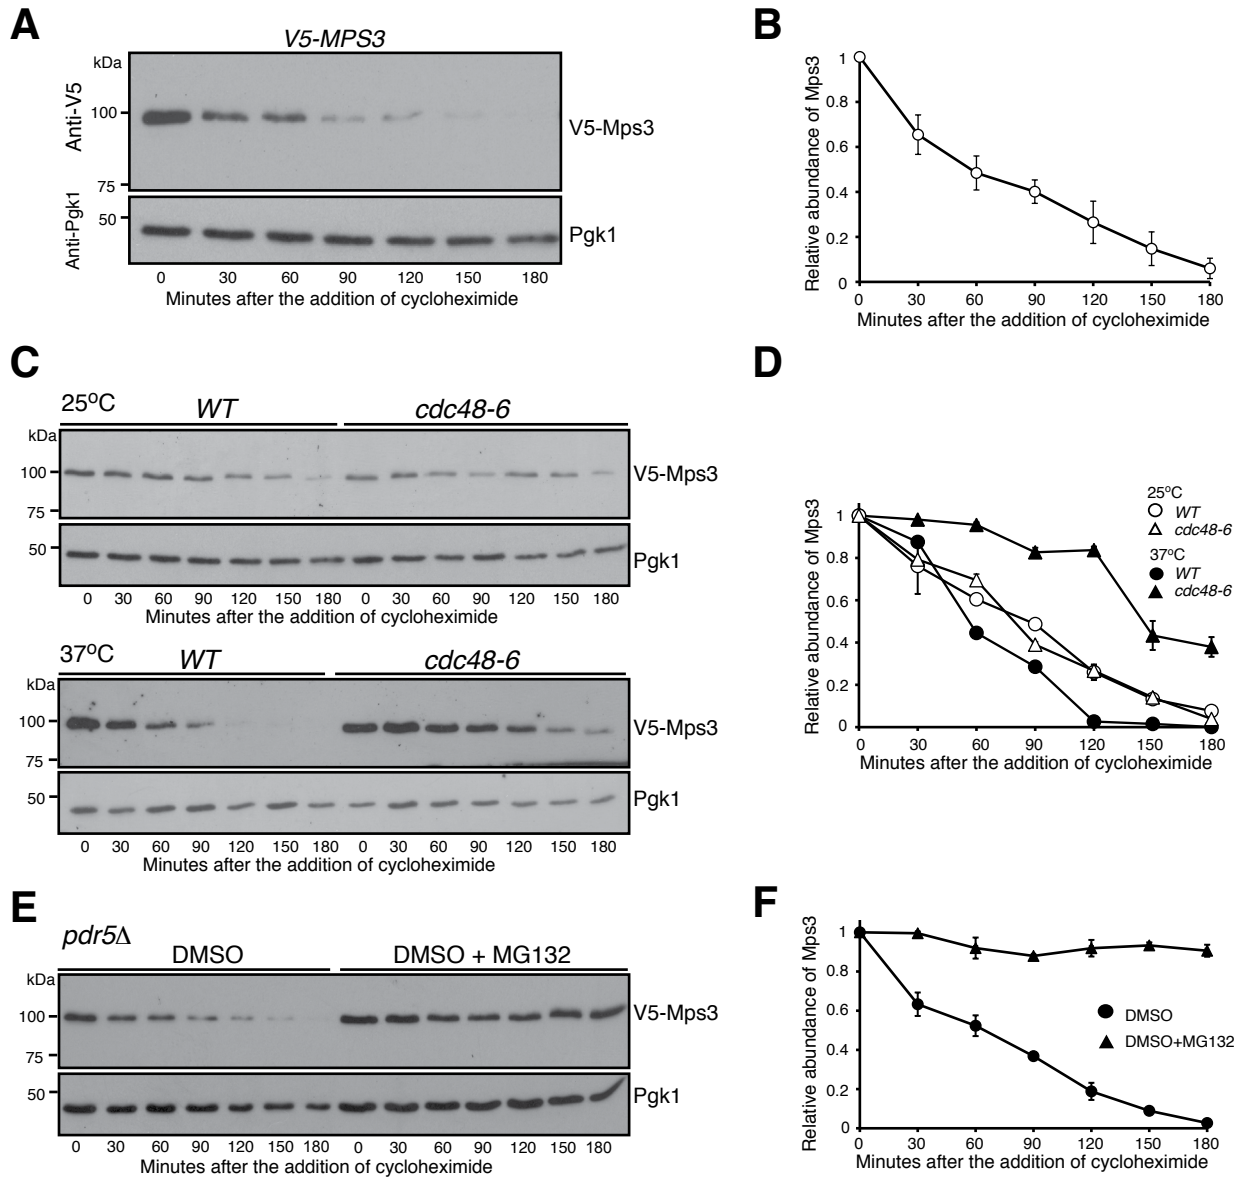 A
V5-MPS3
kDa
Anti-V5
100
75
V5-Mps3
Anti-Pgk1
50
Pgk1
0 30 60 90 120 150 180
Minutes after the addition of cycloheximide
B
Relative abundance of Mps3
1
0.8
0.6
0.4
0.2
0
0 30 60 90 120 150 180
Minutes after the addition of cycloheximide
C
25°C WT cdc48-6
kDa
100
75
V5-Mps3
50
Pgk1
0 30 60 90 120 150 180 0 30 60 90 120 150 180
Minutes after the addition of cycloheximide
37°C WT cdc48-6
kDa
100
75
V5-Mps3
50
Pgk1
0 30 60 90 120 150 180 0 30 60 90 120 150 180
Minutes after the addition of cycloheximide
D
Relative abundance of Mps3
1
0.8
0.6
0.4
0.2
0
25°C
WT
cdc48-6
37°C
WT
cdc48-6
0 30 60 90 120 150 180
Minutes after the addition of cycloheximide
E
pdr5Δ
DMSO DMSO + MG132
kDa
100
75
V5-Mps3
50
Pgk1
0 30 60 90 120 150 180 0 30 60 90 120 150 180
Minutes after the addition of cycloheximide
F
Relative abundance of Mps3
1
0.8
0.6
0.4
0.2
0
DMSO
DMSO+MG132
0 30 60 90 120 150 180
Minutes after the addition of cycloheximide